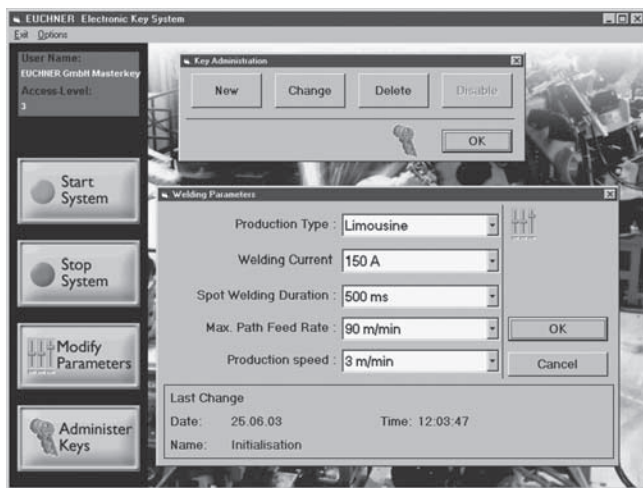 EUCHNER Electronic Key System
Exit Options
User Name:
EUCHNER GmbH Masterkey
Access-Level:
3
Start
System
Stop
System
Modify
Parameters
Administer
Keys
Key Administration
New Change Delete Disable
OK
Welding Parameters
Production Type : Limousine
Welding Current 150 A
Spot Welding Duration : 500 ms
Max. Path Feed Rate : 90 m/min
Production speed : 3 m/min
OK
Cancel
Last Change
Date: 25.06.03 Time: 12:03:47
Name: Initialisation